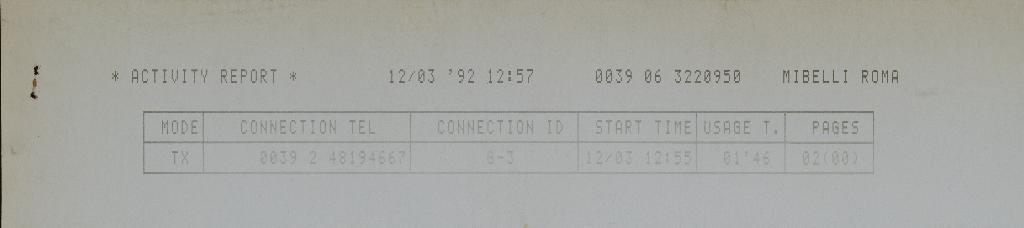 * ACTIVITY REPORT * 12/03 '92 12:57 0039 06 3220950 MIBELLI ROMA
MODE CONNECTION TEL CONNECTION ID START TIME USAGE T. PAGES
TX 0039 2 48194667 G-3 12/03 12:55 01'46 02(00)